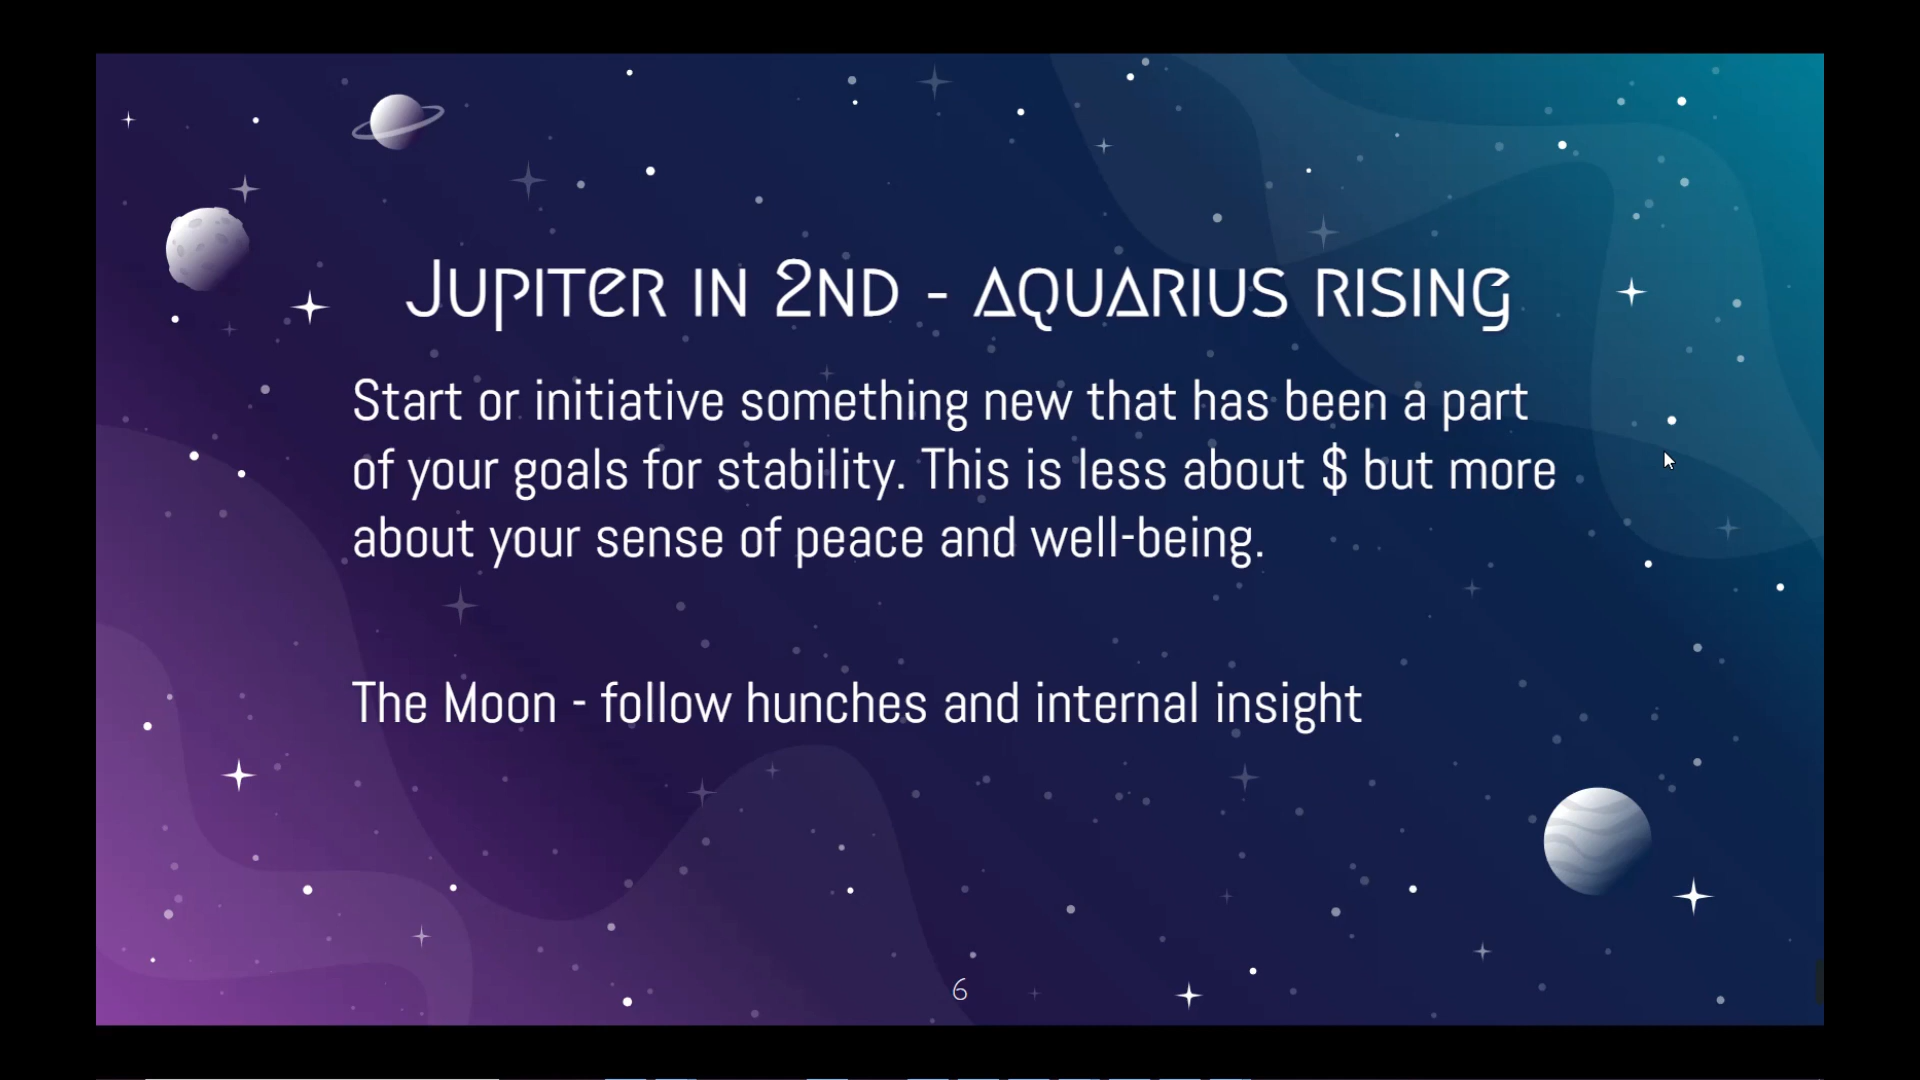 Jupiter in 2nd - Aquarius rising
Start or initiative something new that has been a part
of your goals for stability. This is less about $ but more
about your sense of peace and well-being.
The Moon - follow hunches and internal insight
6